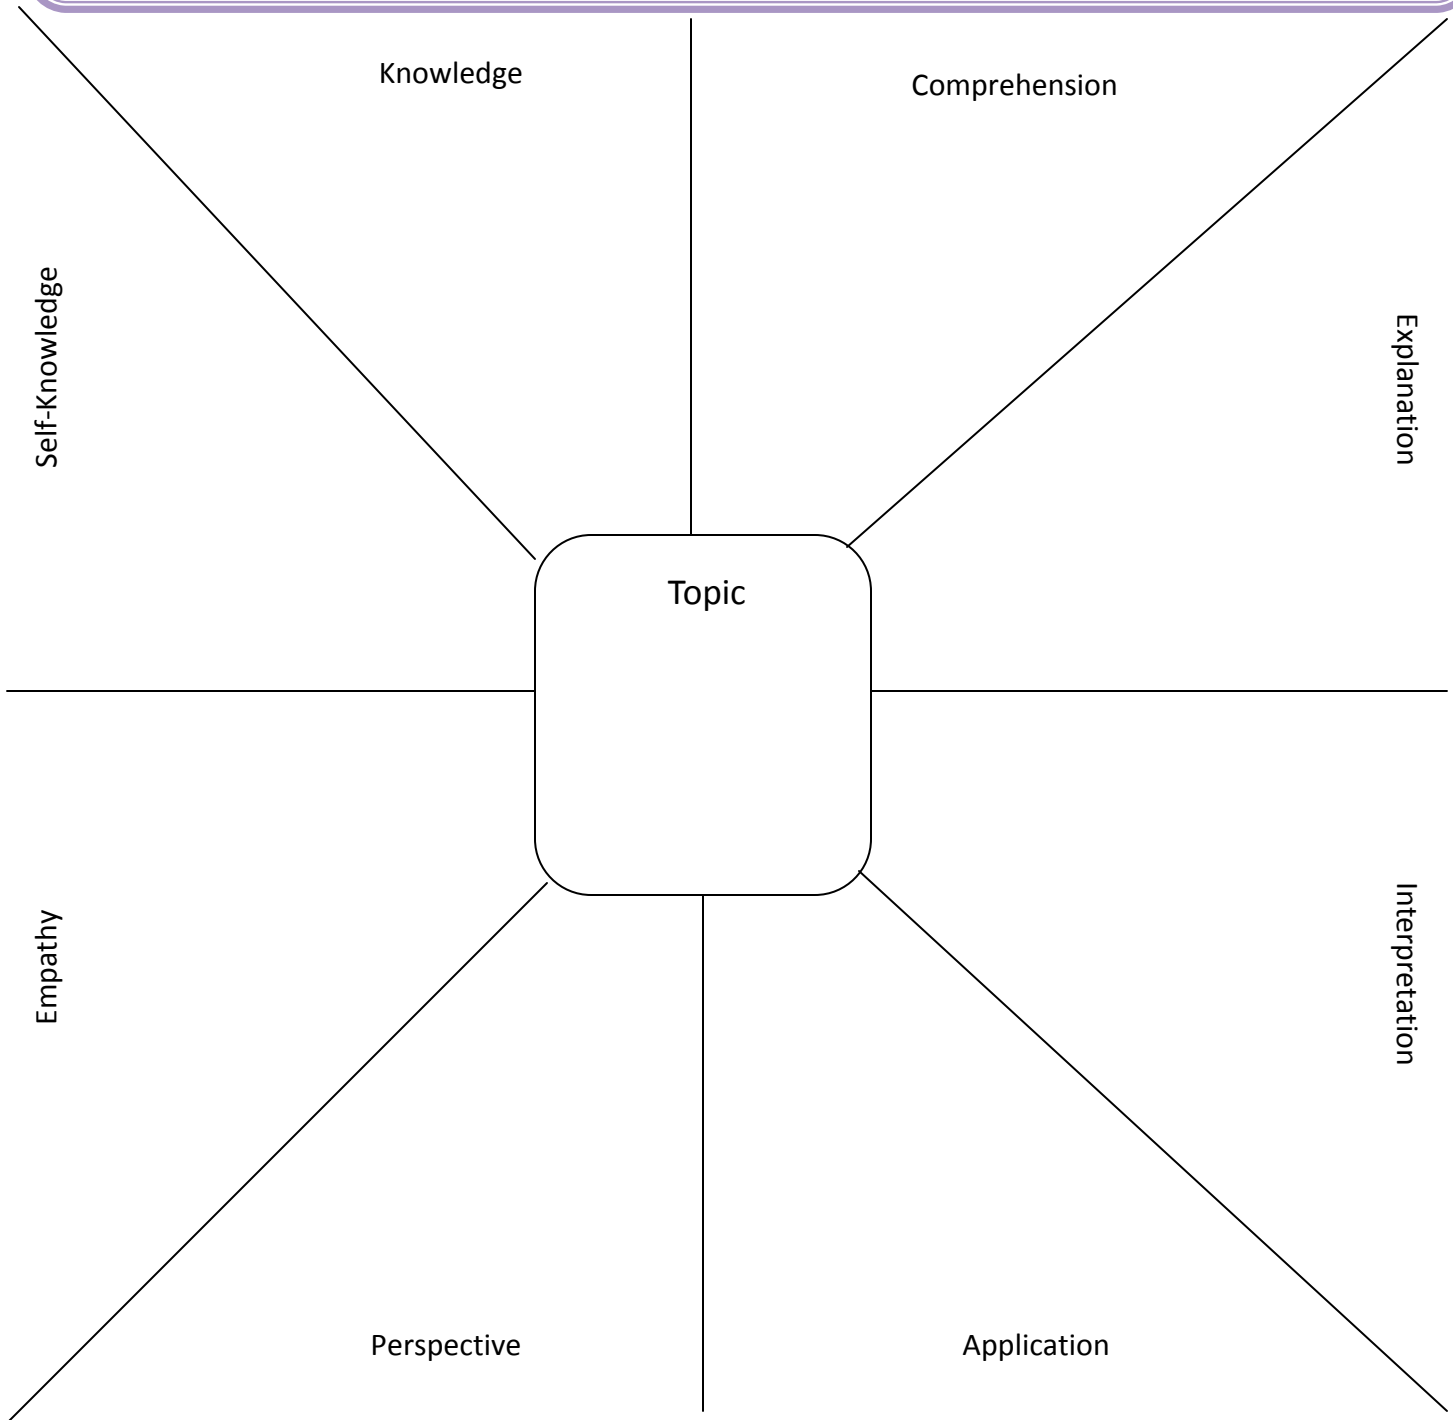 Knowledge
Comprehension
Self-Knowledge
Explanation
Topic
Empathy
Interpretation
Perspective
Application